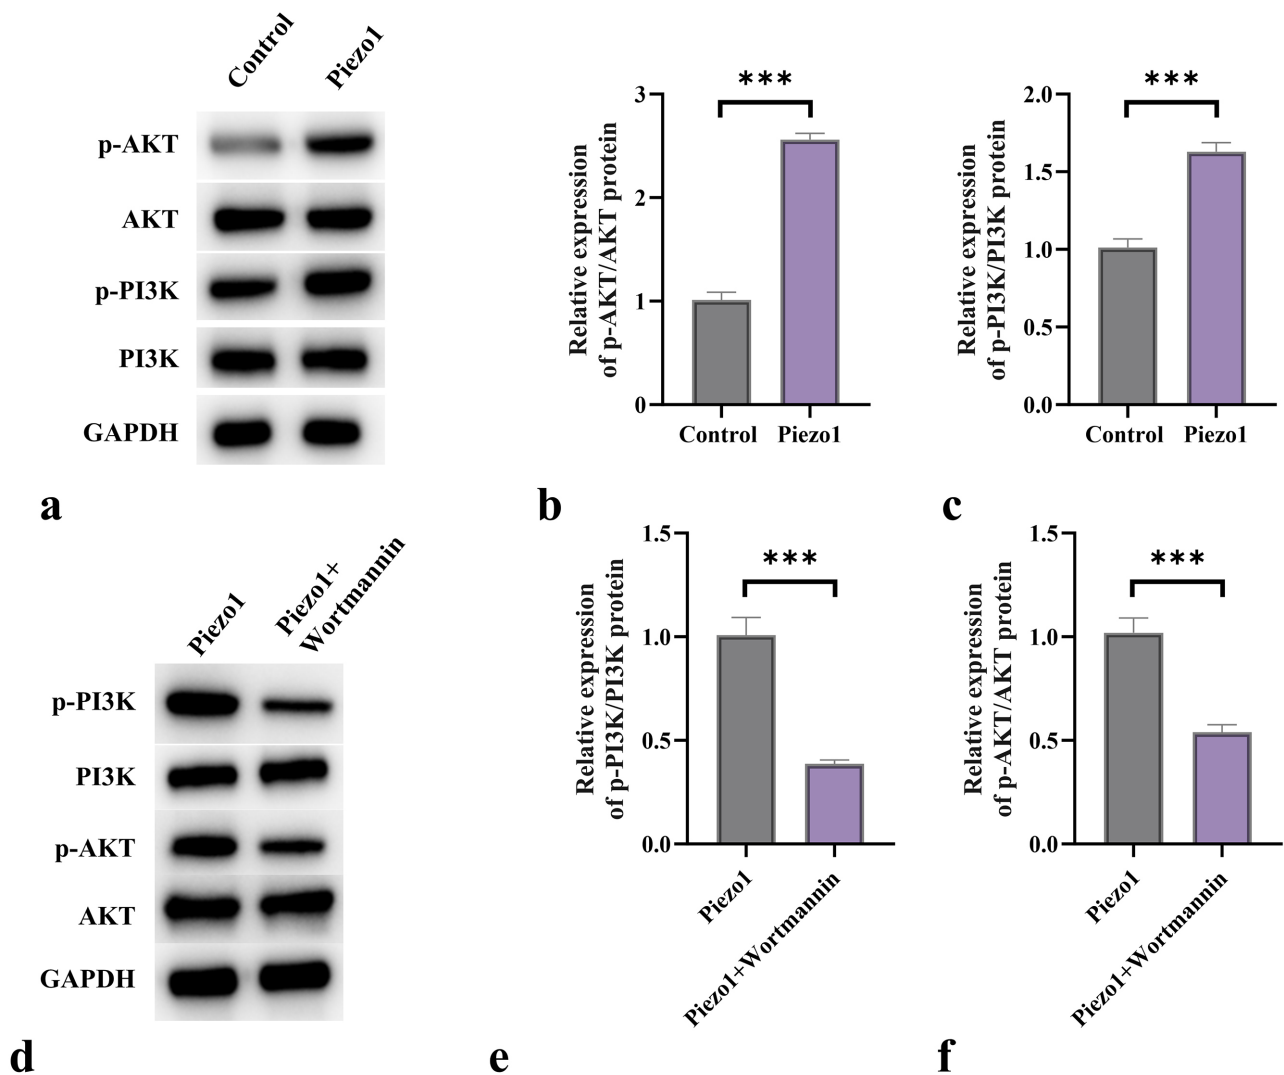 Control
Piezo1
p-AKT
AKT
p-PI3K
PI3K
GAPDH
a
3
2
1
0
Relative expression
of p-AKT/AKT protein
***
Control
Piezo1
b
2.0
1.5
1.0
0.5
0.0
Relative expression
of p-PI3K/PI3K protein
***
Control
Piezo1
c
Piezo1
Piezo1+
Wortmannin
p-PI3K
PI3K
p-AKT
AKT
GAPDH
d
1.5
1.0
0.5
0.0
Relative expression
of p-PI3K/PI3K protein
***
Piezo1
Piezo1+Wortmannin
e
1.5
1.0
0.5
0.0
Relative expression
of p-AKT/AKT protein
***
Piezo1
Piezo1+Wortmannin
f